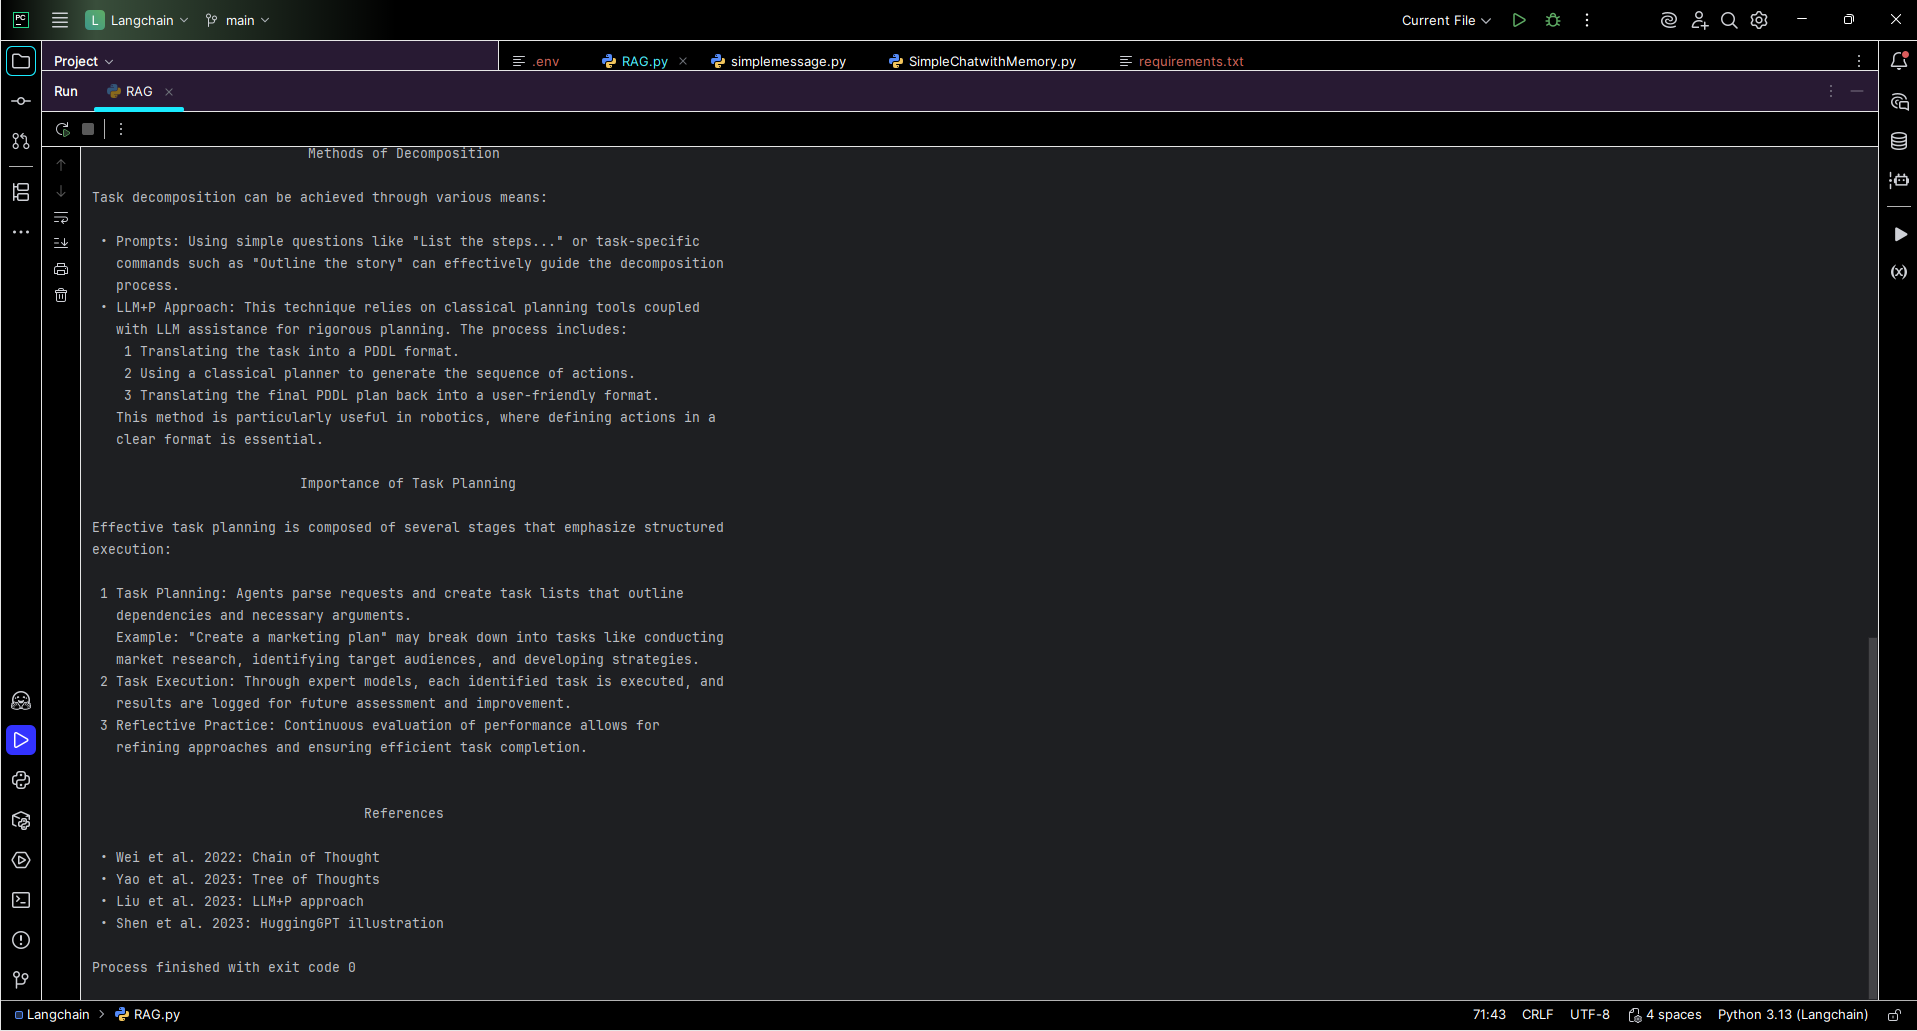 PC
L Langchain main Current File
Project .env RAG.py simplemessage.py SimpleChatwithMemory.py requirements.txt
Run RAG
Methods of Decomposition
Task decomposition can be achieved through various means:
• Prompts: Using simple questions like "List the steps..." or task-specific
commands such as "Outline the story" can effectively guide the decomposition
process.
• LLM+P Approach: This technique relies on classical planning tools coupled
with LLM assistance for rigorous planning. The process includes:
1 Translating the task into a PDDL format.
2 Using a classical planner to generate the sequence of actions.
3 Translating the final PDDL plan back into a user-friendly format.
This method is particularly useful in robotics, where defining actions in a
clear format is essential.
Importance of Task Planning
Effective task planning is composed of several stages that emphasize structured
execution:
1 Task Planning: Agents parse requests and create task lists that outline
dependencies and necessary arguments.
Example: "Create a marketing plan" may break down into tasks like conducting
market research, identifying target audiences, and developing strategies.
2 Task Execution: Through expert models, each identified task is executed, and
results are logged for future assessment and improvement.
3 Reflective Practice: Continuous evaluation of performance allows for
refining approaches and ensuring efficient task completion.
References
• Wei et al. 2022: Chain of Thought
• Yao et al. 2023: Tree of Thoughts
• Liu et al. 2023: LLM+P approach
• Shen et al. 2023: HuggingGPT illustration
Process finished with exit code 0
Langchain > RAG.py 71:43 CRLF UTF-8 4 spaces Python 3.13 (Langchain)